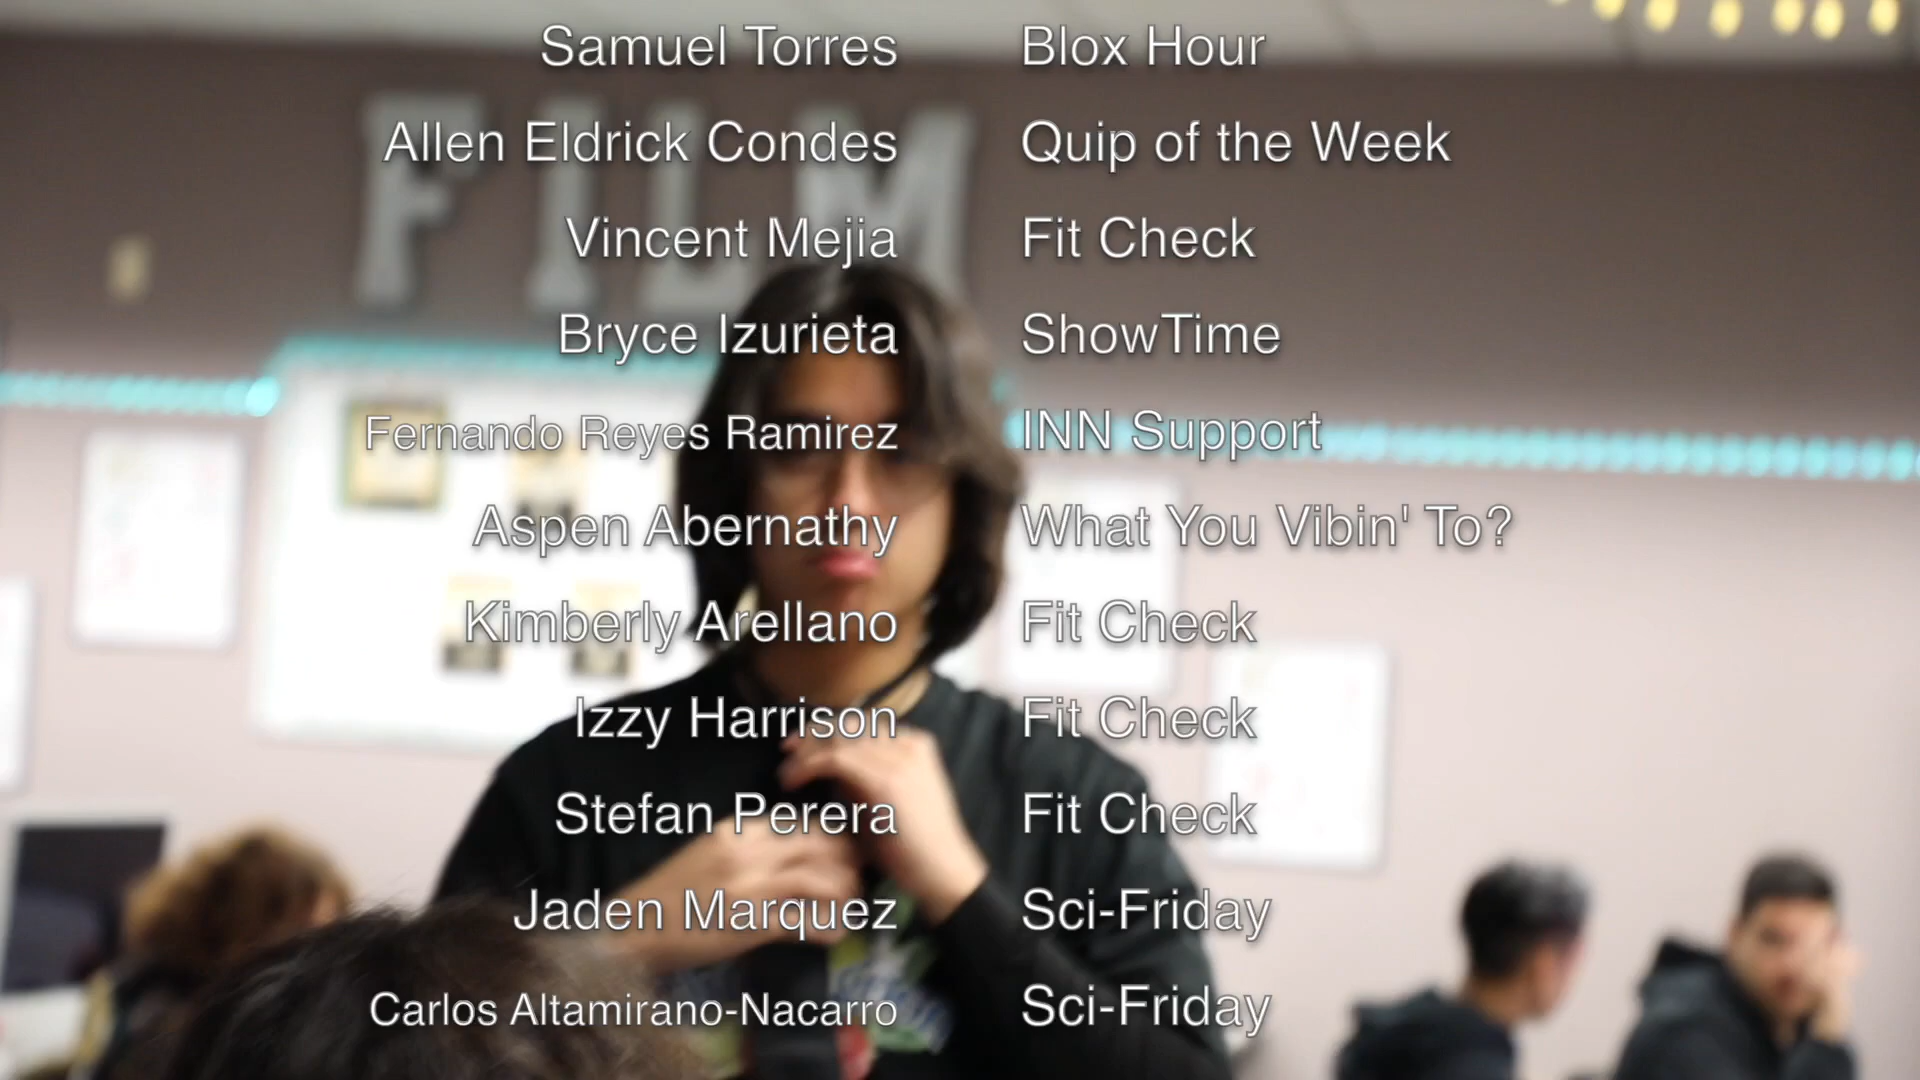 Samuel Torres Blox Hour
Allen Eldrick Condes Quip of the Week
FILM
Vincent Mejia Fit Check
Bryce Izurieta ShowTime
Fernando Reyes Ramirez INN Support
Aspen Abernathy What You Vibin' To?
Kimberly Arellano Fit Check
Izzy Harrison Fit Check
Stefan Perera Fit Check
Jaden Marquez Sci-Friday
Carlos Altamirano-Nacarro Sci-Friday